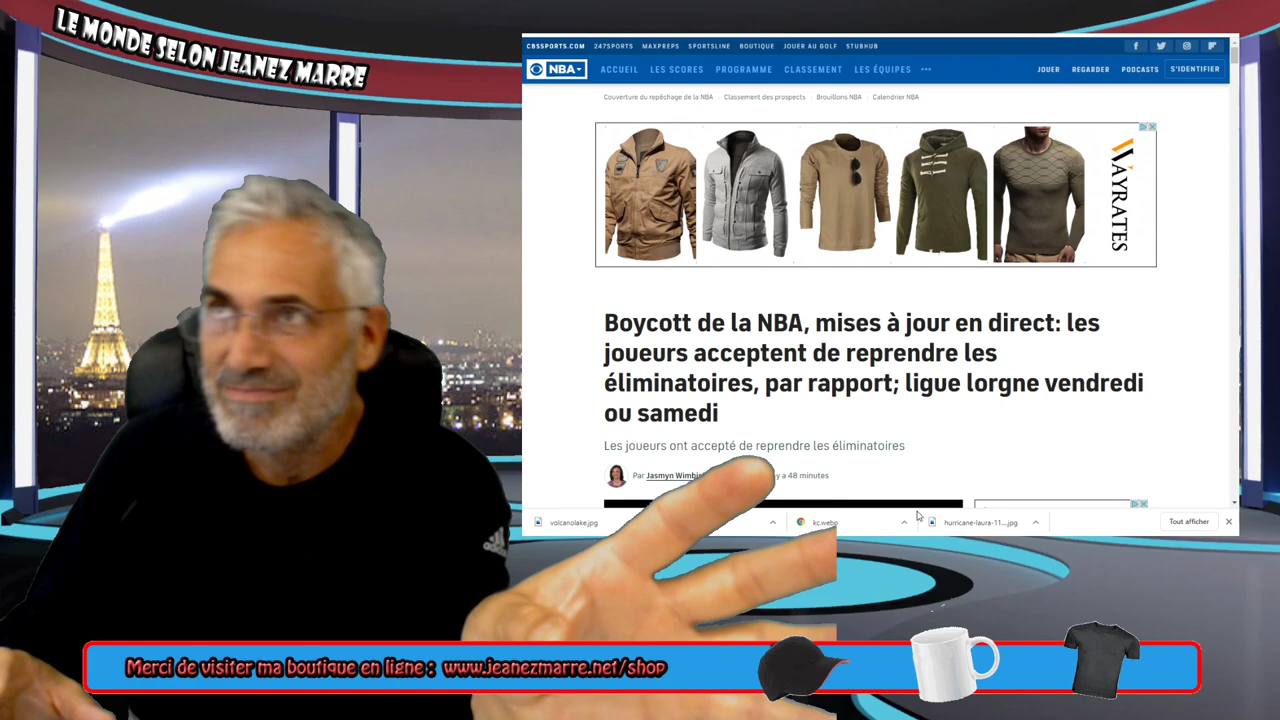 LE MONDE SELON JEANEZ MARRE
CBSSPORTS.COM 247SPORTS MAXPREPS SPORTSLINE BOUTIQUE JOUER AU GOLF STUBHUB
NBA ACCUEIL LES SCORES PROGRAMME CLASSEMENT LES ÉQUIPES ••• JOUER REGARDER PODCASTS S'IDENTIFIER
Couverture du repêchage de la NBA Classement des prospects Brouillons NBA Calendrier NBA
WAYRATES
Boycott de la NBA, mises à jour en direct: les
joueurs acceptent de reprendre les
éliminatoires, par rapport; ligue lorgne vendredi
ou samedi
Les joueurs ont accepté de reprendre les éliminatoires
Par Jasmyn y a 48 minutes
volcanolake.jpg kc.webp hurricane-laura-11....jpg Tout afficher
Merci de visiter ma boutique en ligne : www.jeanezmarre.net/shop